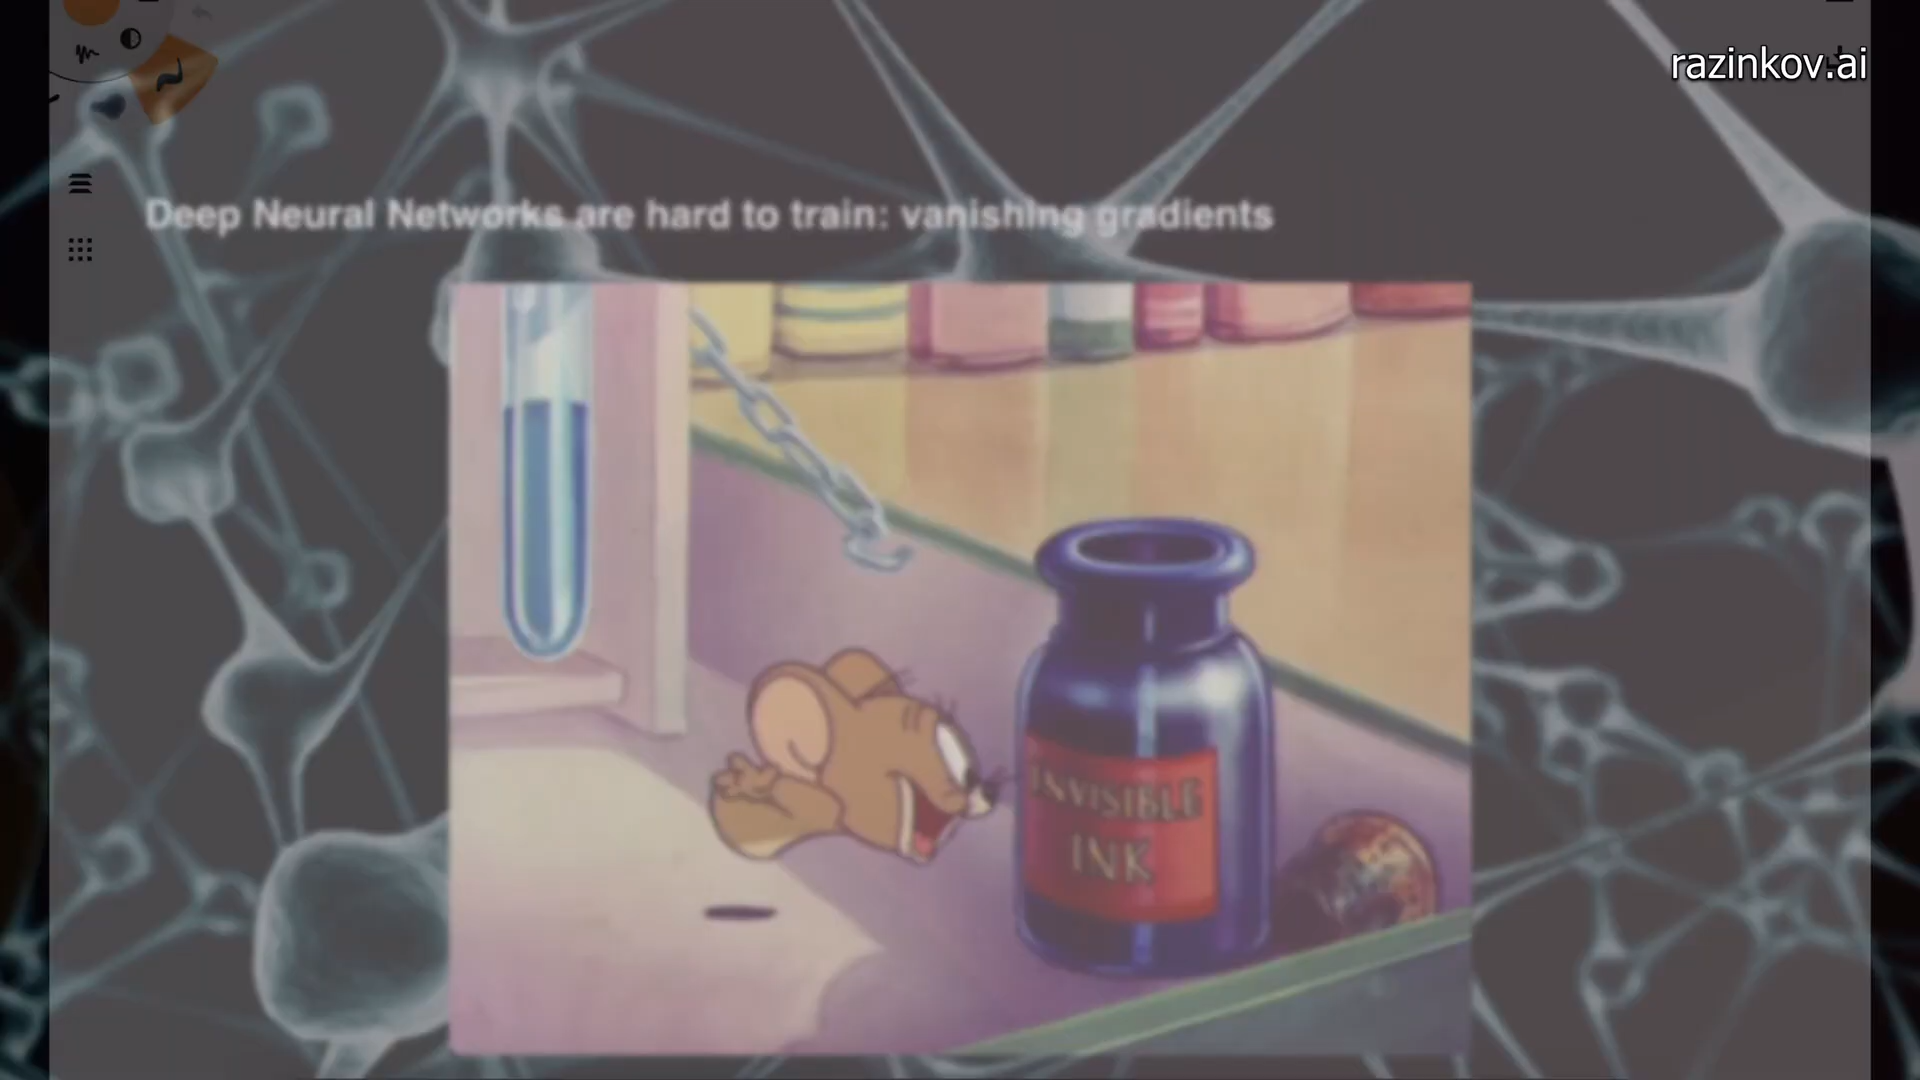 razinkov.ai
Deep Neural Networks are hard to train: vanishing gradients
INVISIBLE
INK